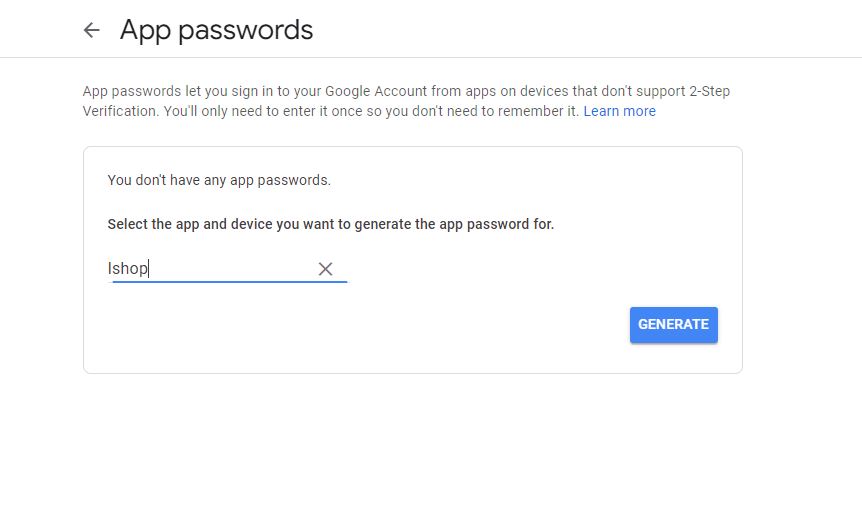 App passwords
App passwords let you sign in to your Google Account from apps on devices that don't support 2-Step
Verification. You'll only need to enter it once so you don't need to remember it. Learn more
You don't have any app passwords.
Select the app and device you want to generate the app password for.
Ishop
GENERATE